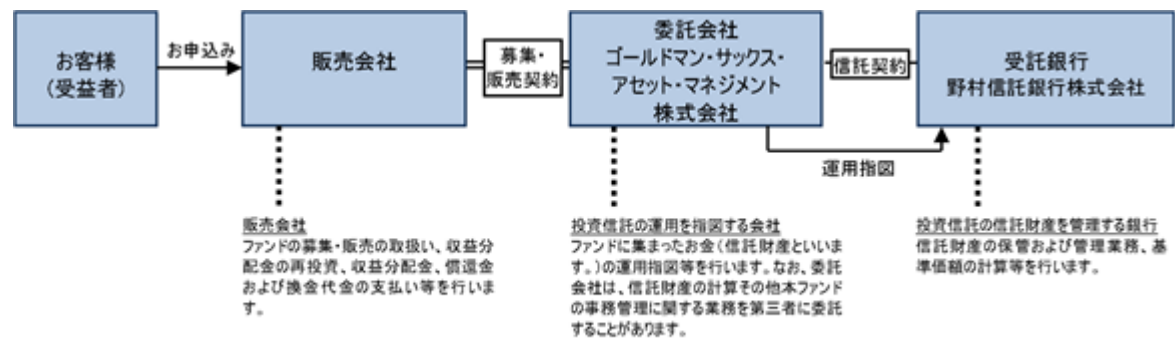 お客様
（受益者）
お申込み
販売会社
募集・
販売契約
委託会社
ゴールドマン・サックス・
アセット・マネジメント
株式会社
信託契約
受託銀行
野村信託銀行株式会社
運用指図
販売会社
ファンドの募集・販売の取扱い、収益分
配金の再投資、収益分配金、償還金
および換金代金の支払い等を行いま
す。
投資信託の運用を指図する会社
ファンドに集まったお金（信託財産といいま
す。）の運用指図等を行います。なお、委託
会社は、信託財産の計算その他本ファンド
の事務管理に関する業務を第三者に委託
することがあります。
投資信託の信託財産を管理する銀行
信託財産の保管および管理業務、基
準価額の計算等を行います。